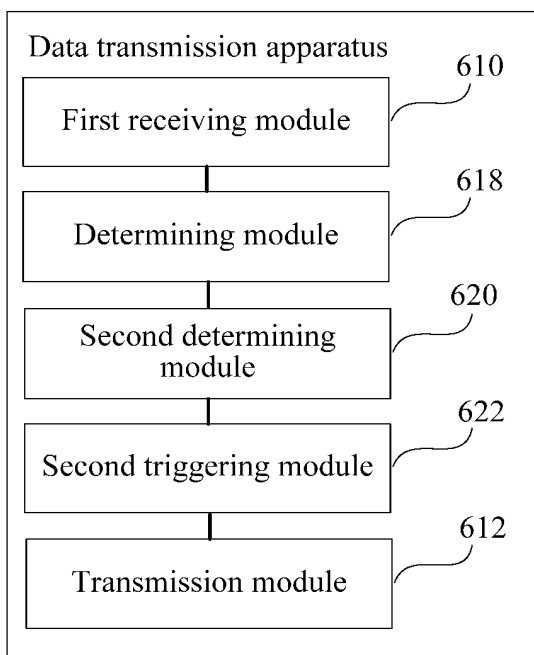 Data transmission apparatus
610
First receiving module
618
Determining module
620
Second determining
module
622
Second triggering module
612
Transmission module